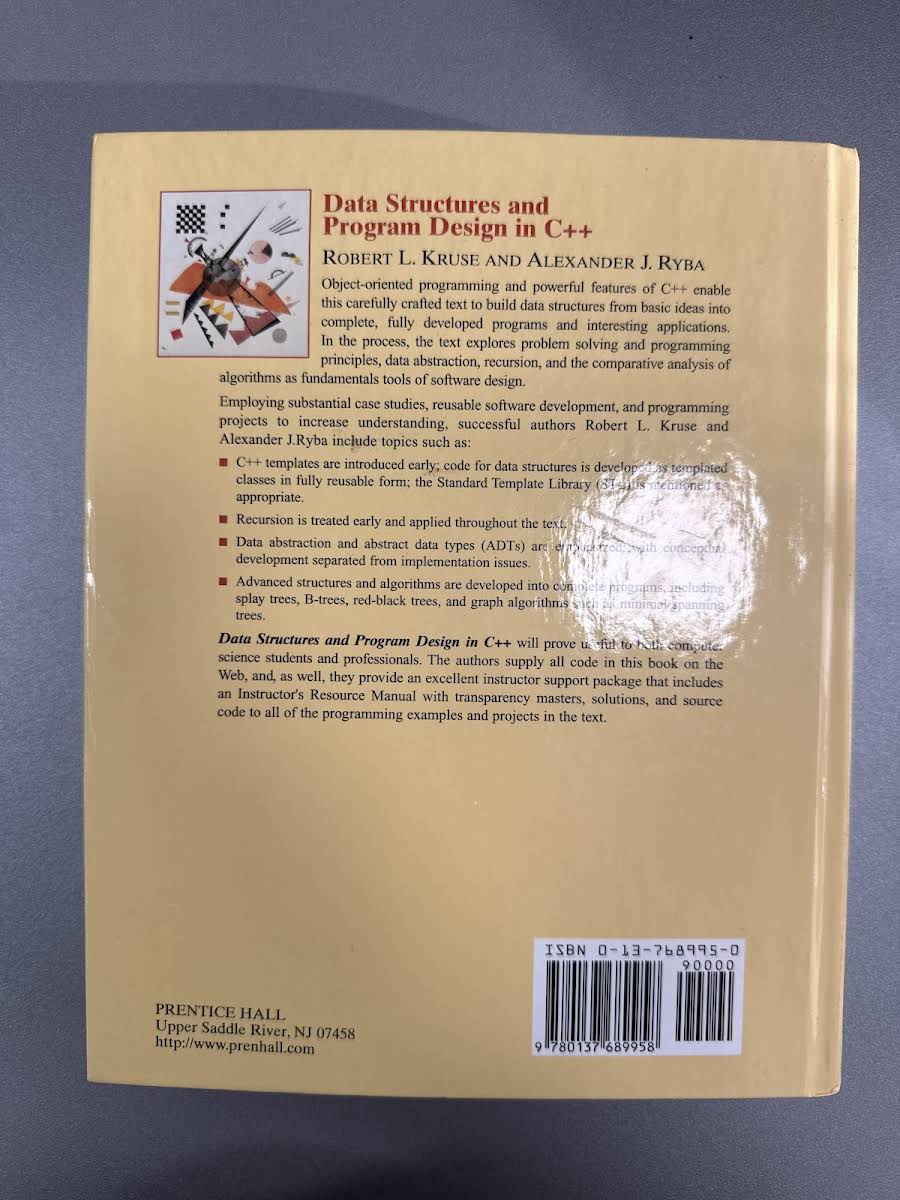 Data Structures and
Program Design in C++
ROBERT L. KRUSE AND ALEXANDER J. RYBA
Object-oriented programming and powerful features of C++ enable
this carefully crafted text to build data structures from basic ideas into
complete, fully developed programs and interesting applications.
In the process, the text explores problem solving and programming
principles, data abstraction, recursion, and the comparative analysis of
algorithms as fundamentals tools of software design.
Employing substantial case studies, reusable software development, and programming
projects to increase understanding, successful authors Robert L. Kruse and
Alexander J.Ryba include topics such as:
■ C++ templates are introduced early; code for data structures is developed as templated
classes in fully reusable form; the Standard Template Library (STL) is mentioned as
appropriate.
■ Recursion is treated early and applied throughout the text.
■ Data abstraction and abstract data types (ADTs) are emphasized with conceptual
development separated from implementation issues.
■ Advanced structures and algorithms are developed into complete programs, including
splay trees, B-trees, red-black trees, and graph algorithms such as minimal spanning
trees.
Data Structures and Program Design in C++ will prove useful to both computer
science students and professionals. The authors supply all code in this book on the
Web, and, as well, they provide an excellent instructor support package that includes
an Instructor's Resource Manual with transparency masters, solutions, and source
code to all of the programming examples and projects in the text.
ISBN 0-13-768995-0
90000
9 780137 689958
PRENTICE HALL
Upper Saddle River, NJ 07458
http://www.prenhall.com